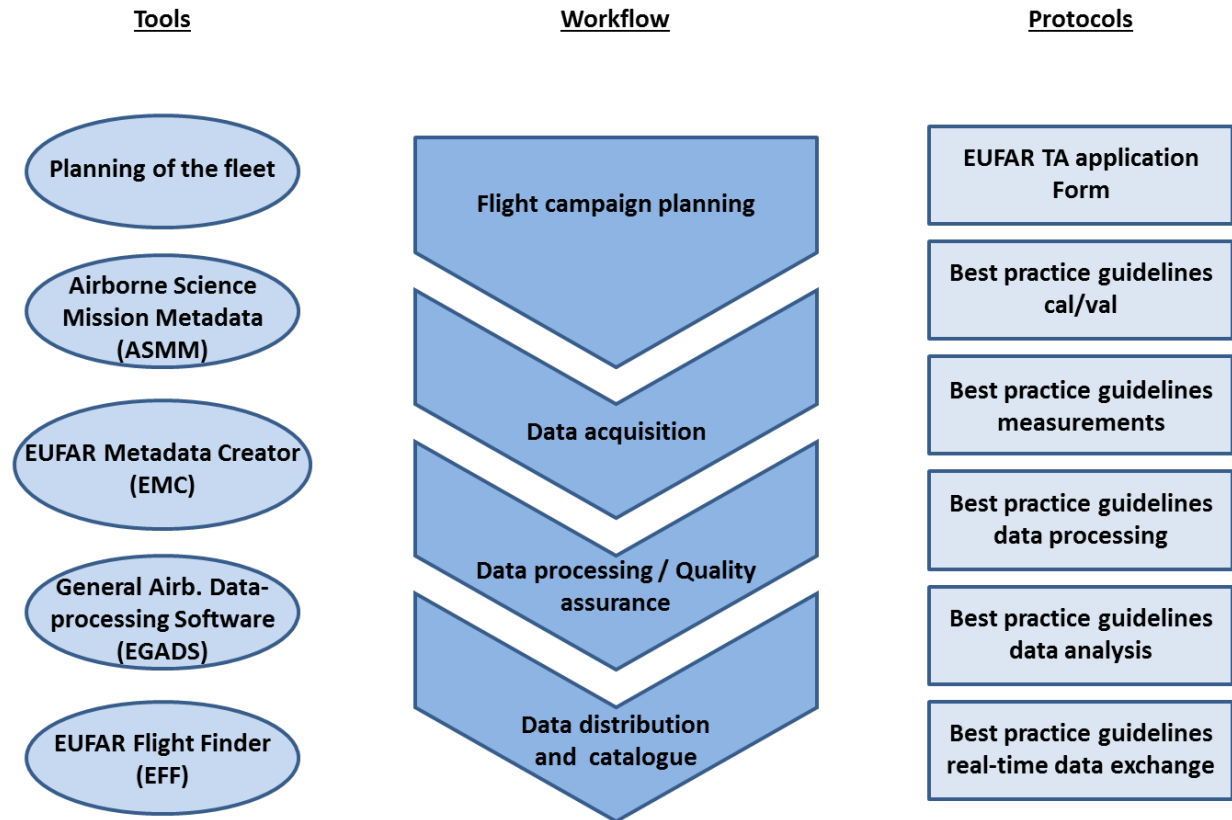 Tools
Workflow
Protocols
Planning of the fleet
Airborne Science
Mission Metadata
(ASMM)
EUFAR Metadata Creator
(EMC)
General Airb. Data-
processing Software
(EGADS)
EUFAR Flight Finder
(EFF)
Flight campaign planning
Data acquisition
Data processing / Quality
assurance
Data distribution
and catalogue
EUFAR TA application
Form
Best practice guidelines
cal/val
Best practice guidelines
measurements
Best practice guidelines
data processing
Best practice guidelines
data analysis
Best practice guidelines
real-time data exchange